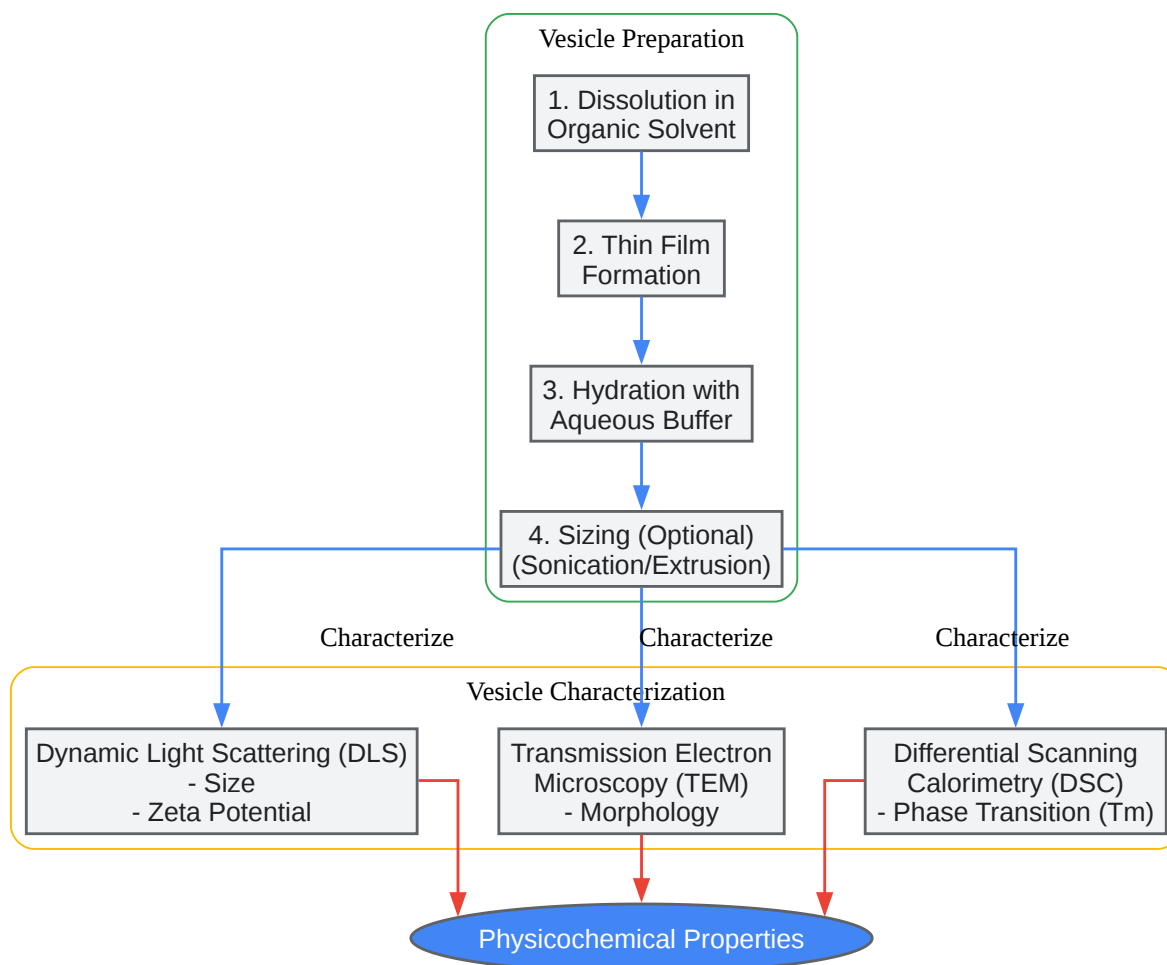 Vesicle Preparation
1. Dissolution in
Organic Solvent
2. Thin Film
Formation
3. Hydration with
Aqueous Buffer
4. Sizing (Optional)
(Sonication/Extrusion)
Characterize
Characterize
Characterize
Vesicle Characterization
Dynamic Light Scattering (DLS)
- Size
- Zeta Potential
Transmission Electron
Microscopy (TEM)
- Morphology
Differential Scanning
Calorimetry (DSC)
- Phase Transition (Tm)
Physicochemical Properties